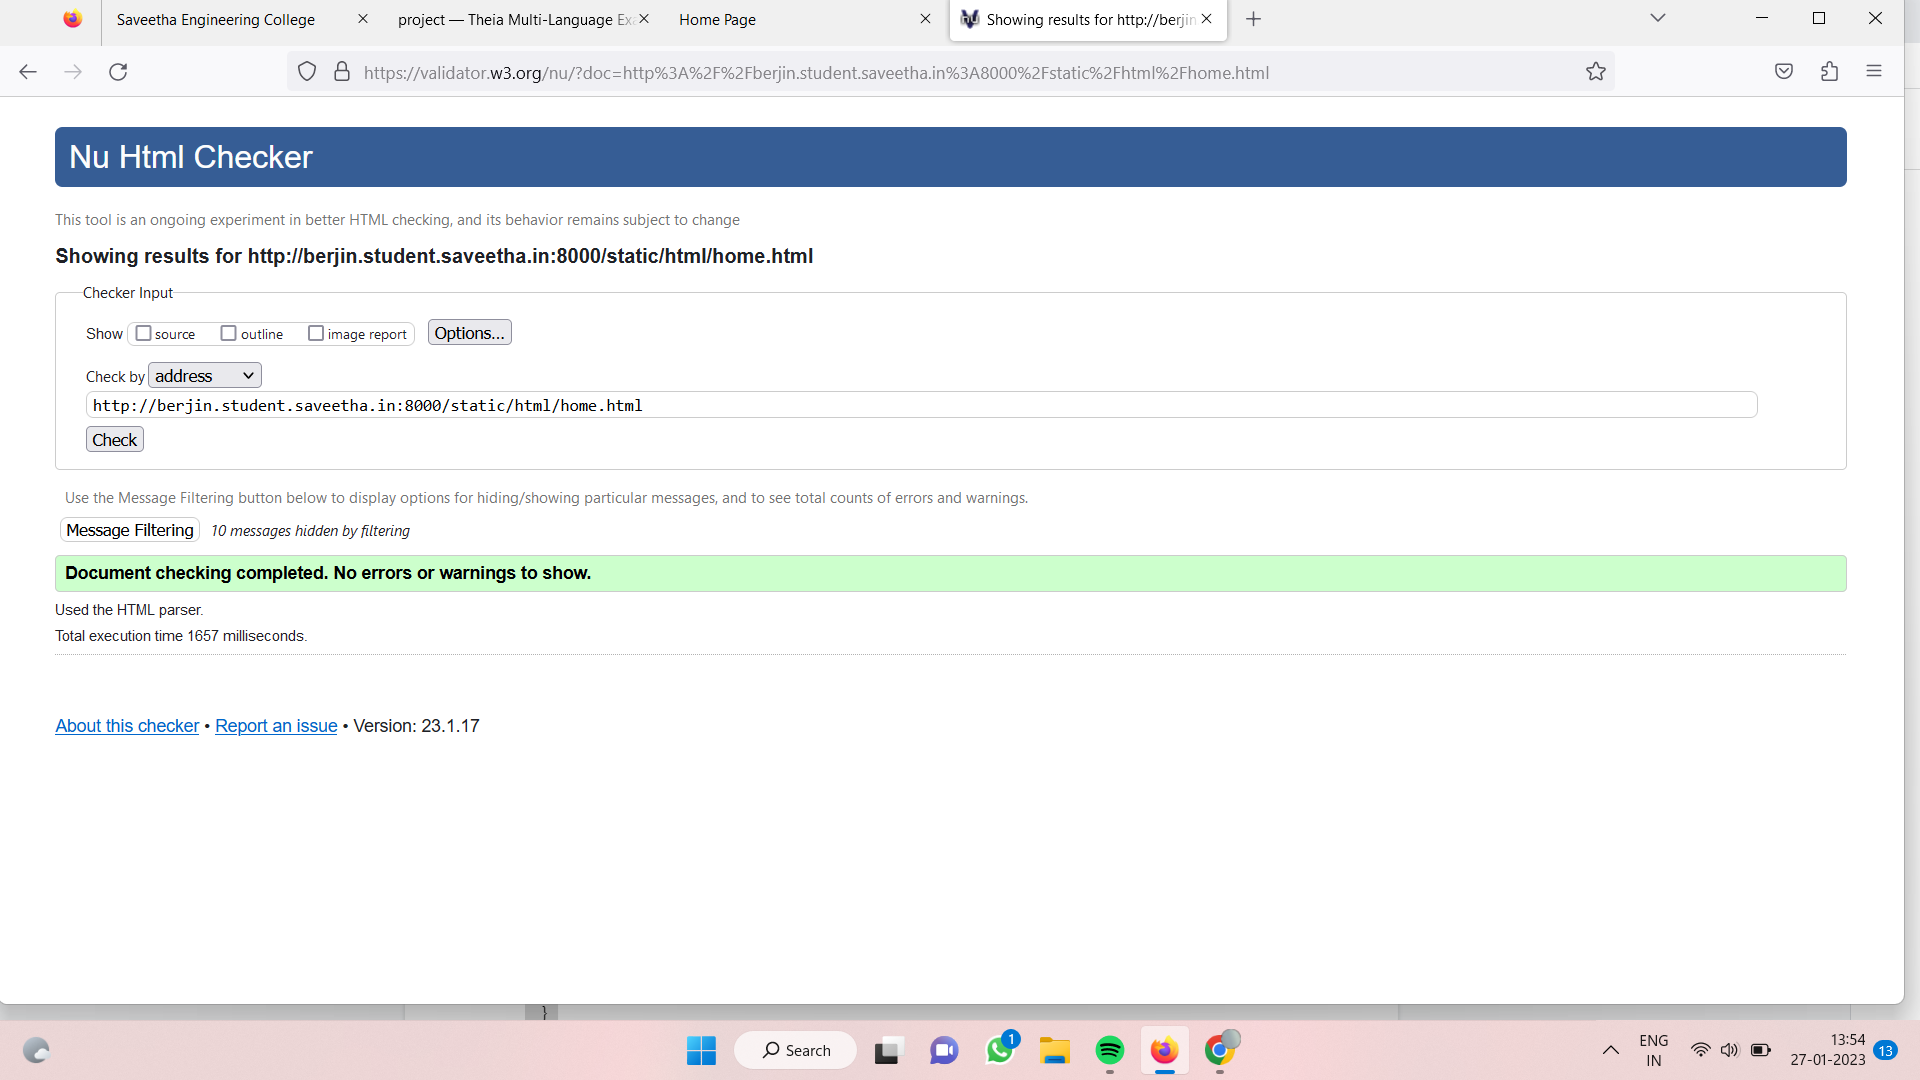 Saveetha Engineering College
project — Theia Multi-Language Exa
Home Page
Showing results for http://berjin
https://validator.w3.org/nu/?doc=http%3A%2F%2Fberjin.student.saveetha.in%3A8000%2Fstatic%2Fhtml%2Fhome.html
Nu Html Checker
This tool is an ongoing experiment in better HTML checking, and its behavior remains subject to change
Showing results for http://berjin.student.saveetha.in:8000/static/html/home.html
Checker Input
Show source outline image report Options...
Check by address
http://berjin.student.saveetha.in:8000/static/html/home.html
Check
Use the Message Filtering button below to display options for hiding/showing particular messages, and to see total counts of errors and warnings.
Message Filtering 10 messages hidden by filtering
Document checking completed. No errors or warnings to show.
Used the HTML parser.
Total execution time 1657 milliseconds.
About this checker • Report an issue • Version: 23.1.17
}
Search
1
ENG
IN
13:54
27-01-2023
13